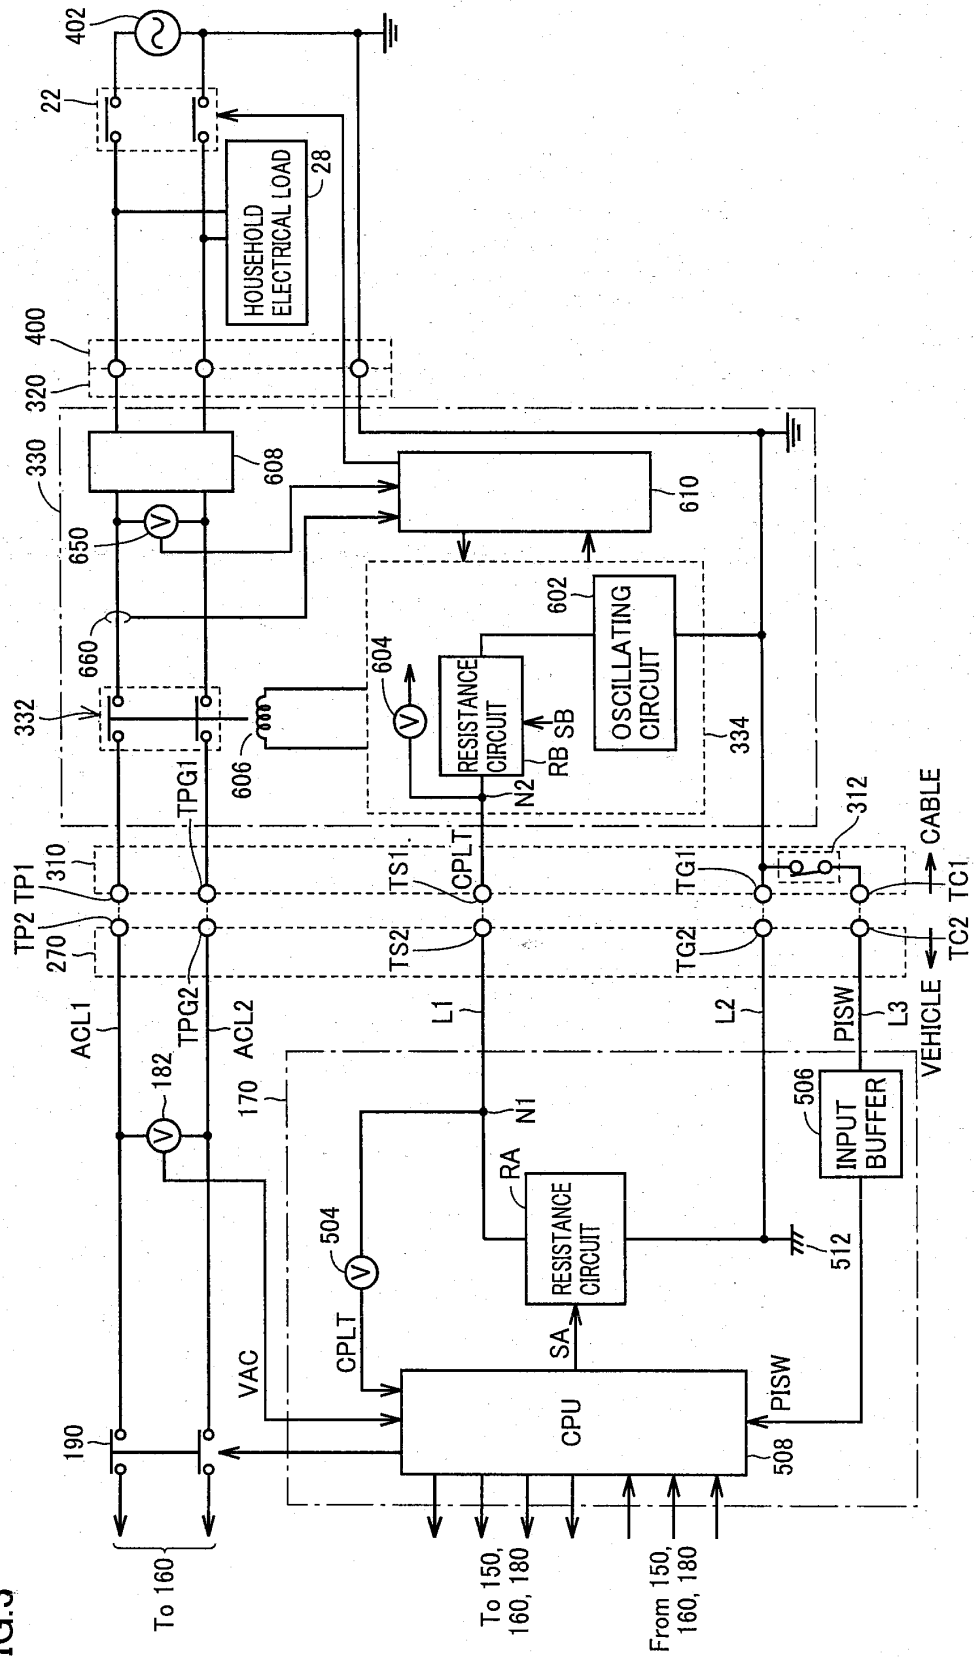 FIG.3
To 160
190
ACL1
182
VAC
ACL2
TPG2
TP2
TP1
270
310
TPG1
332
606
660
650
330
608
320
400
HOUSEHOLD
ELECTRICAL LOAD
28
22
402
170
504
CPLT
N1
L1
TS2
TS1
CPLT
N2
604
RESISTANCE
CIRCUIT
RB
SB
602
OSCILLATING
CIRCUIT
334
610
To 150,
160, 180
From 150,
160, 180
CPU
508
SA
RA
RESISTANCE
CIRCUIT
512
L2
TG2
TG1
312
PISW
506
INPUT
BUFFER
PISW
L3
TC2
TC1
VEHICLE
CABLE
V
V
V
V